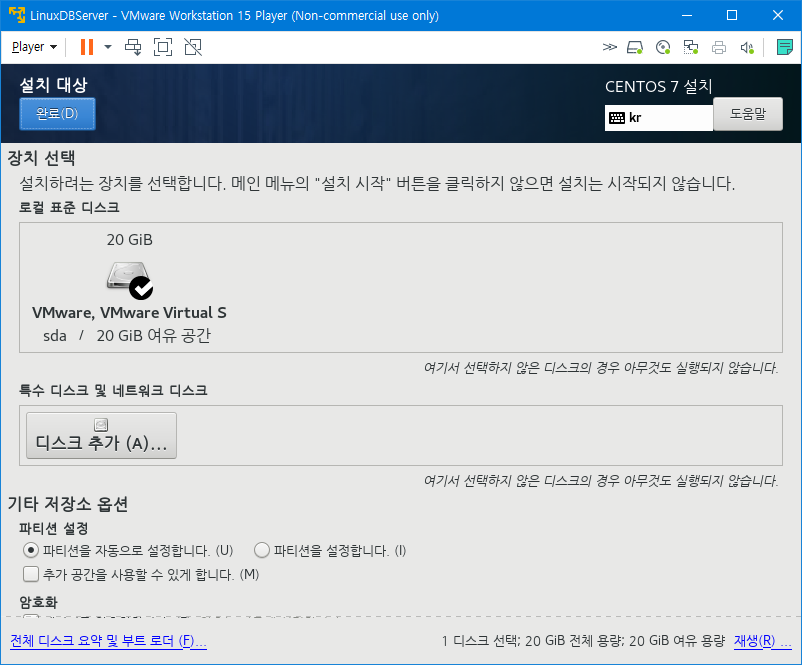 LinuxDBServer - VMware Workstation 15 Player (Non-commercial use only)
Player
설치 대상
CENTOS 7 설치
완료(D)
kr
도움말
장치 선택
설치하려는 장치를 선택합니다. 메인 메뉴의 "설치 시작" 버튼을 클릭하지 않으면 설치는 시작되지 않습니다.
로컬 표준 디스크
20 GiB
VMware, VMware Virtual S
sda / 20 GiB 여유 공간
여기서 선택하지 않은 디스크의 경우 아무것도 실행되지 않습니다.
특수 디스크 및 네트워크 디스크
디스크 추가 (A)...
여기서 선택하지 않은 디스크의 경우 아무것도 실행되지 않습니다.
기타 저장소 옵션
파티션 설정
파티션을 자동으로 설정합니다. (U) 파티션을 설정합니다. (I)
추가 공간을 사용할 수 있게 합니다. (M)
암호화
전체 디스크 요약 및 부트 로더 (F)... 1 디스크 선택; 20 GiB 전체 용량; 20 GiB 여유 용량 재생(R) ...